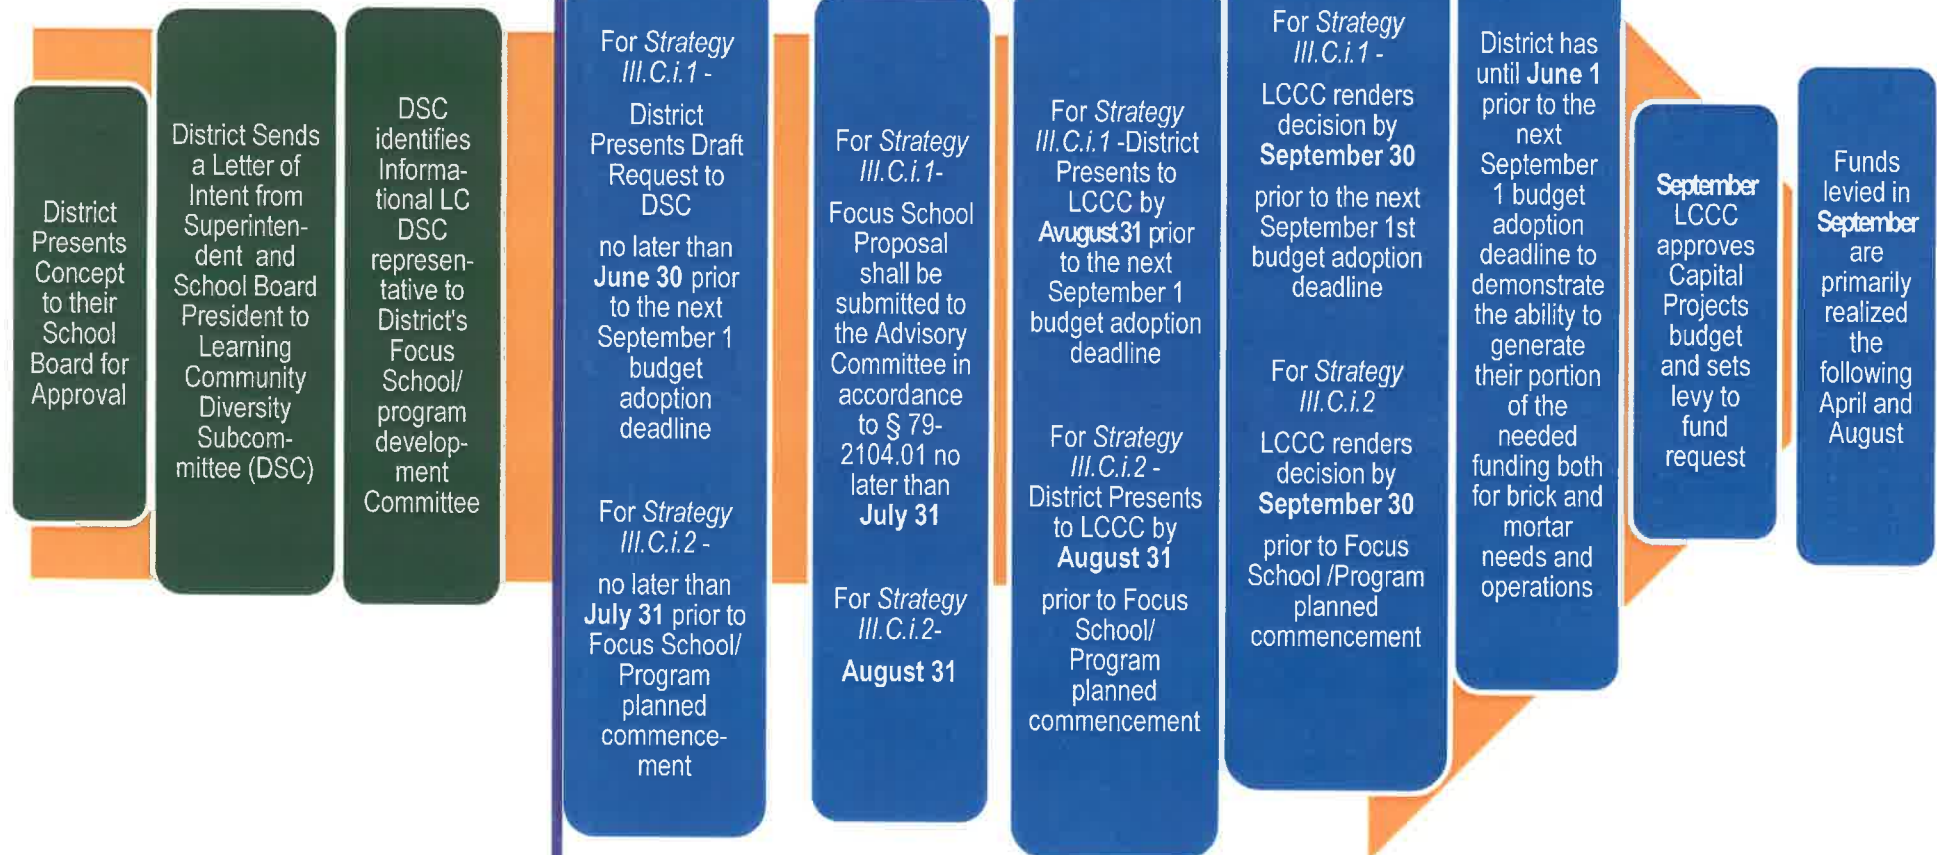 District
Presents
Concept
to their
School
Board for
Approval
District Sends
a Letter of
Intent from
Superinten-
dent and
School Board
President to
Learning
Community
Diversity
Subcom-
mittee (DSC)
DSC
identifies
Informa-
tional LC
DSC
represen-
tative to
District's
Focus
School/
program
develop-
ment
Committee
For Strategy
III.C.i.1 -
District
Presents Draft
Request to
DSC
no later than
June 30 prior
to the next
September 1
budget
adoption
deadline
For Strategy
III.C.i.2 -
no later than
July 31 prior to
Focus School/
Program
planned
commence-
ment
For Strategy
III.C.i.1-
Focus School
Proposal
shall be
submitted to
the Advisory
Committee in
accordance
to § 79-
2104.01 no
later than
July 31
For Strategy
III.C.i.2-
August 31
For Strategy
III.C.i.1 -District
Presents to
LCCC by
Avugust 31 prior
to the next
September 1
budget adoption
deadline
For Strategy
III.C.i.2 -
District Presents
to LCCC by
August 31
prior to Focus
School/
Program
planned
commencement
For Strategy
III.C.i.1 -
LCCC renders
decision by
September 30
prior to the next
September 1st
budget adoption
deadline
For Strategy
III.C.i.2
LCCC renders
decision by
September 30
prior to Focus
School /Program
planned
commencement
District has
until June 1
prior to the
next
September
1 budget
adoption
deadline to
demonstrate
the ability to
generate
their portion
of the
needed
funding both
for brick and
mortar
needs and
operations
September
LCCC
approves
Capital
Projects
budget
and sets
levy to
fund
request
Funds
levied in
September
are
primarily
realized
the
following
April and
August